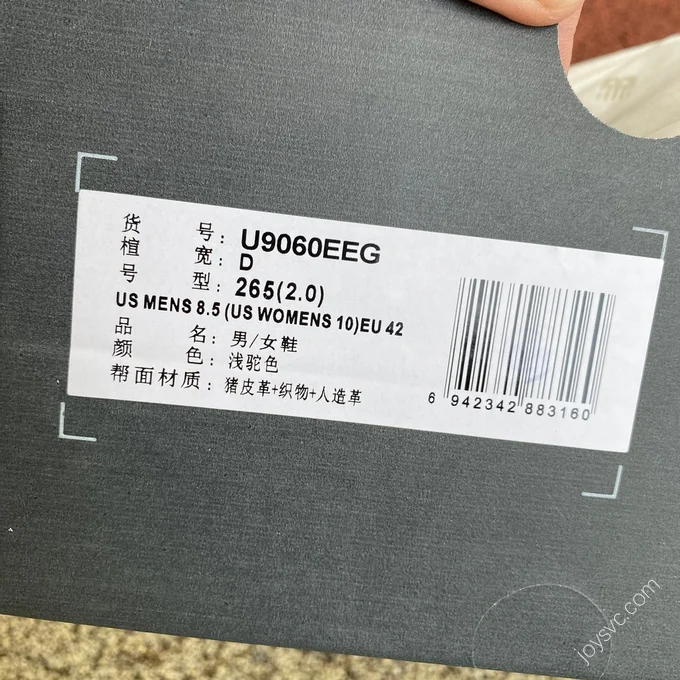 货 号: U9060EEG
楦 宽: D
号 型: 265(2.0)
US MENS 8.5 (US WOMENS 10)EU 42
品 名: 男/女鞋
颜 色: 浅驼色
帮面材质: 猪皮革+织物+人造革
6 942342 883160
joysvc.com